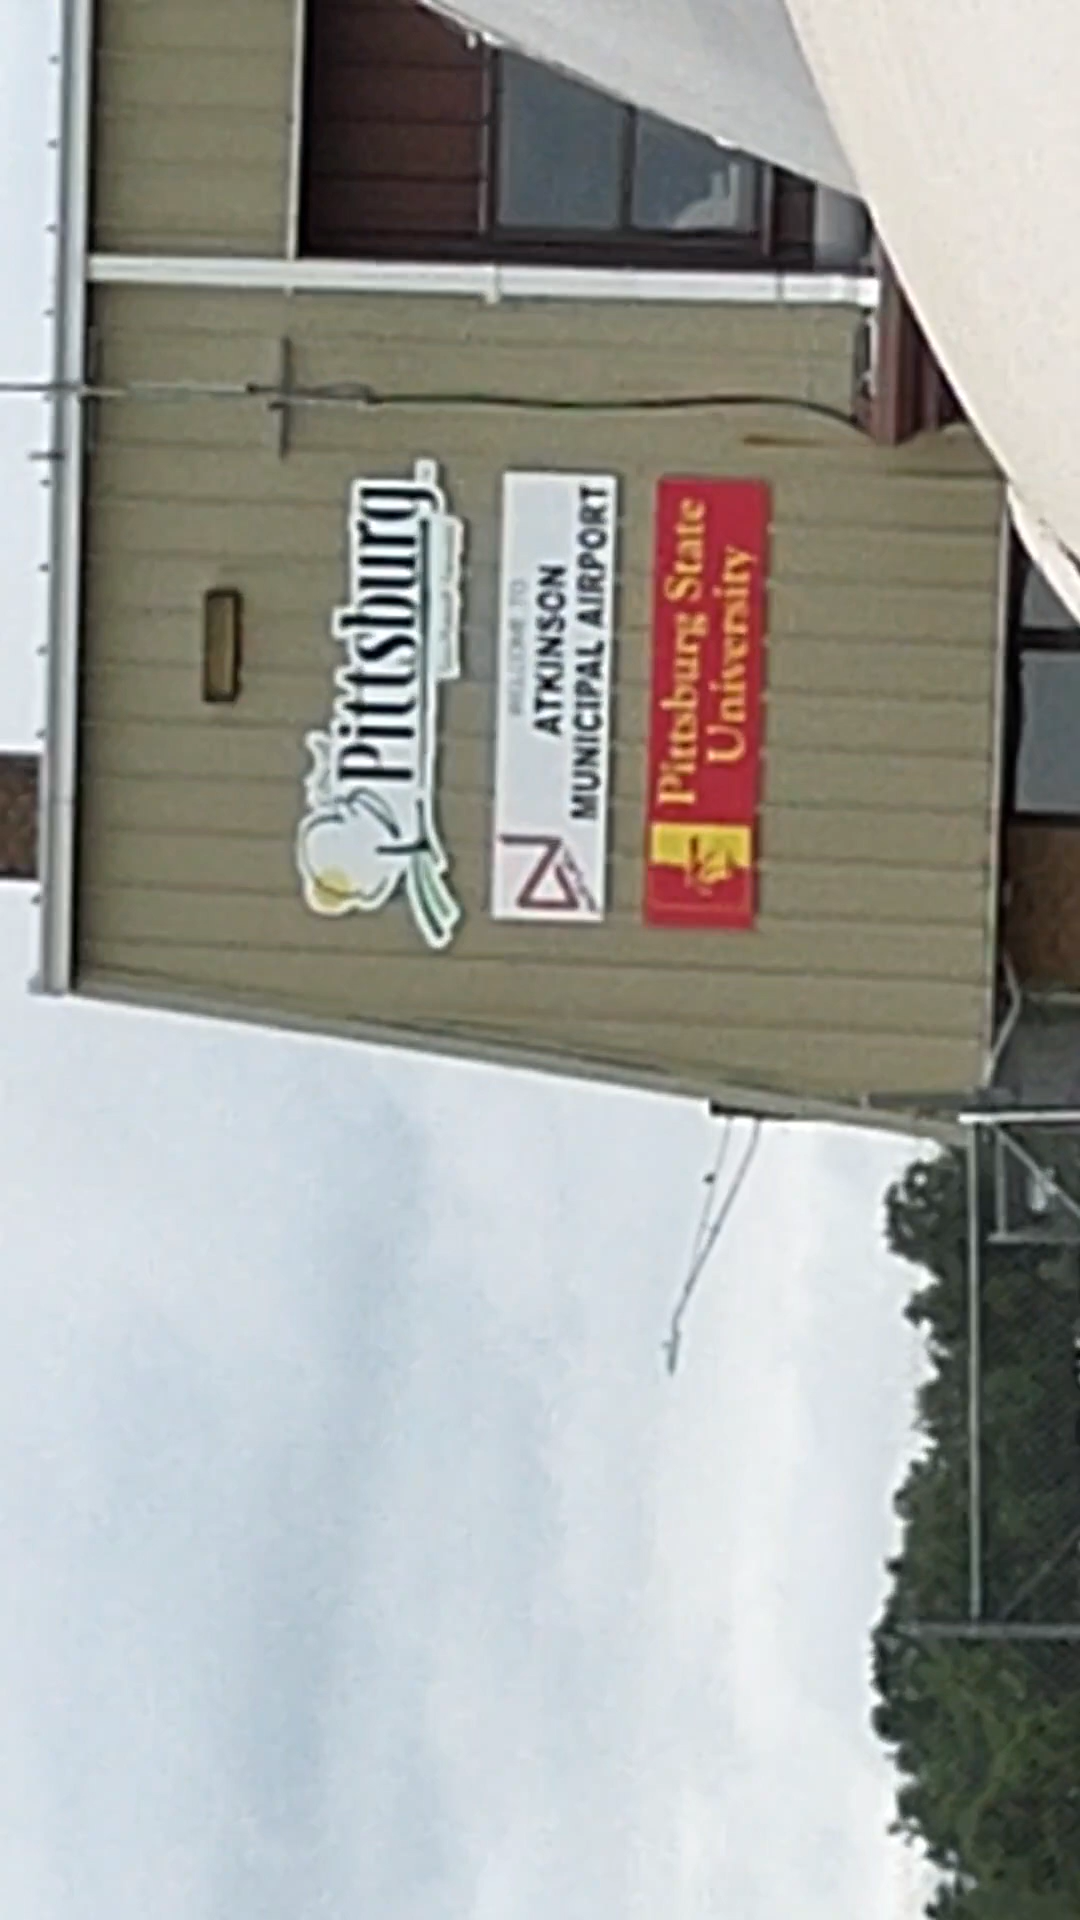 Pittsburg
WELCOME TO
ATKINSON
MUNICIPAL AIRPORT
Pittsburg State
University